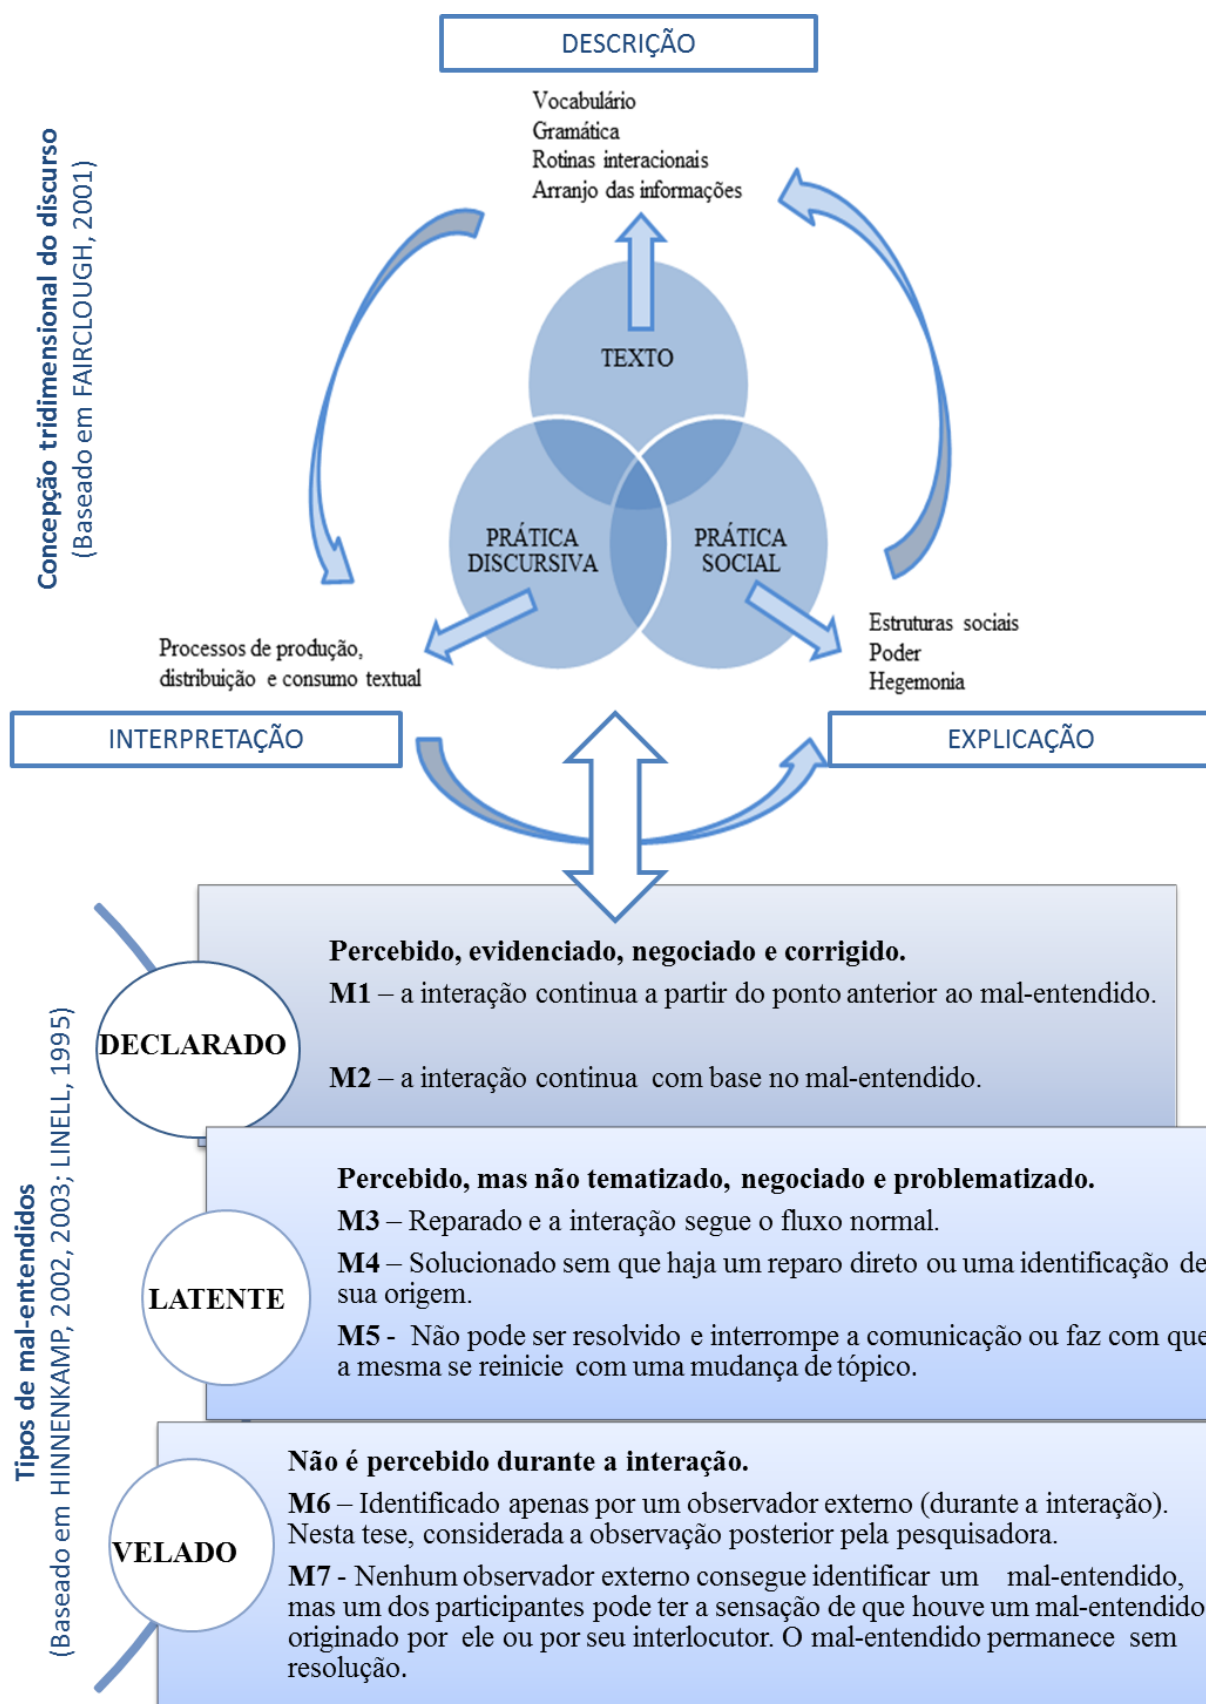 DESCRIÇÃO
Vocabulário
Gramática
Rotinas interacionais
Arranjo das informações
Concepção tridimensional do discurso
(Baseado em FAIRCLOUGH, 2001)
TEXTO
PRÁTICA
DISCURSIVA
PRÁTICA
SOCIAL
Processos de produção,
distribuição e consumo textual
Estruturas sociais
Poder
Hegemonia
INTERPRETAÇÃO
EXPLICAÇÃO
Tipos de mal-entendidos
(Baseado em HINNENKAMP, 2002, 2003; LINELL, 1995)
DECLARADO
Percebido, evidenciado, negociado e corrigido.
M1 – a interação continua a partir do ponto anterior ao mal-entendido.
M2 – a interação continua com base no mal-entendido.
LATENTE
Percebido, mas não tematizado, negociado e problematizado.
M3 – Reparado e a interação segue o fluxo normal.
M4 – Solucionado sem que haja um reparo direto ou uma identificação de
sua origem.
M5 - Não pode ser resolvido e interrompe a comunicação ou faz com que
a mesma se reinicie com uma mudança de tópico.
VELADO
Não é percebido durante a interação.
M6 – Identificado apenas por um observador externo (durante a interação).
Nesta tese, considerada a observação posterior pela pesquisadora.
M7 - Nenhum observador externo consegue identificar um mal-entendido,
mas um dos participantes pode ter a sensação de que houve um mal-entendido
originado por ele ou por seu interlocutor. O mal-entendido permanece sem
resolução.